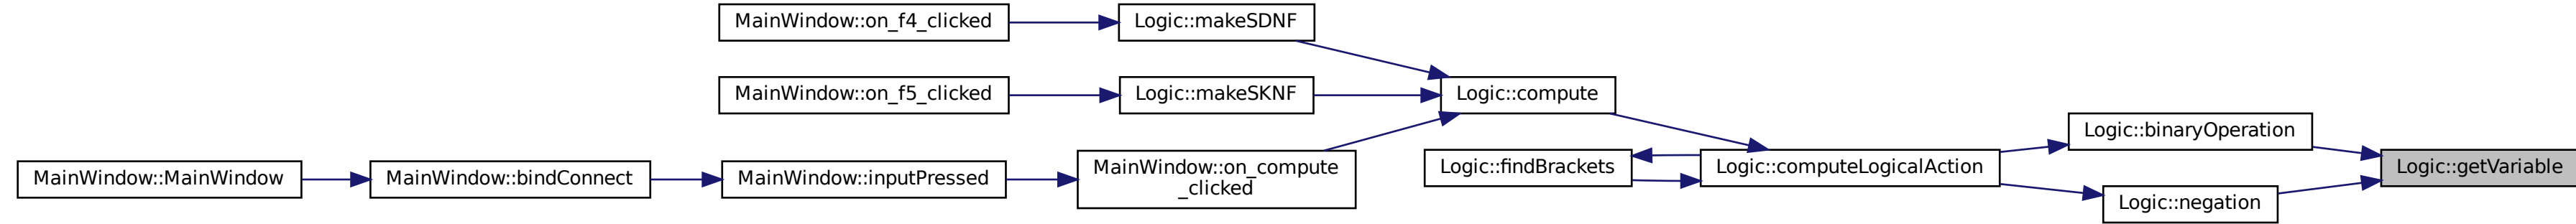 MainWindow::on_f4_clicked
Logic::makeSDNF
MainWindow::on_f5_clicked
Logic::makeSKNF
Logic::compute
Logic::binaryOperation
MainWindow::MainWindow
MainWindow::bindConnect
MainWindow::inputPressed
MainWindow::on_compute
_clicked
Logic::findBrackets
Logic::computeLogicalAction
Logic::getVariable
Logic::negation